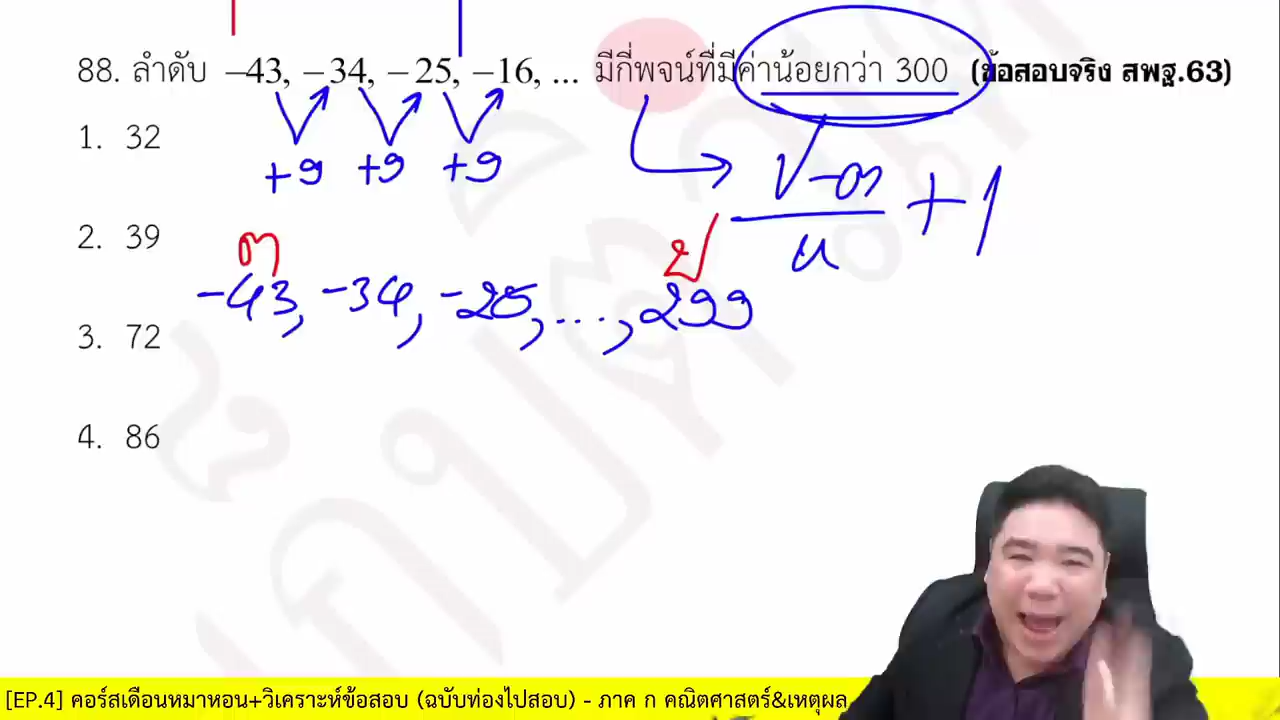 88. ลำดับ −43, −34, −25, −16, ... มีกี่พจน์ที่มีค่าน้อยกว่า 300 (ข้อสอบจริง สพฐ.63)
1. 32
+9 +9 +9
ป-ต +1
ห
2. 39
ต ป
-43, -34, -25, ..., 299
3. 72
4. 86
[EP.4] คอร์สเดือนหมาหอน+วิเคราะห์ข้อสอบ (ฉบับท่องไปสอบ) - ภาค ก คณิตศาสตร์&เหตุผล